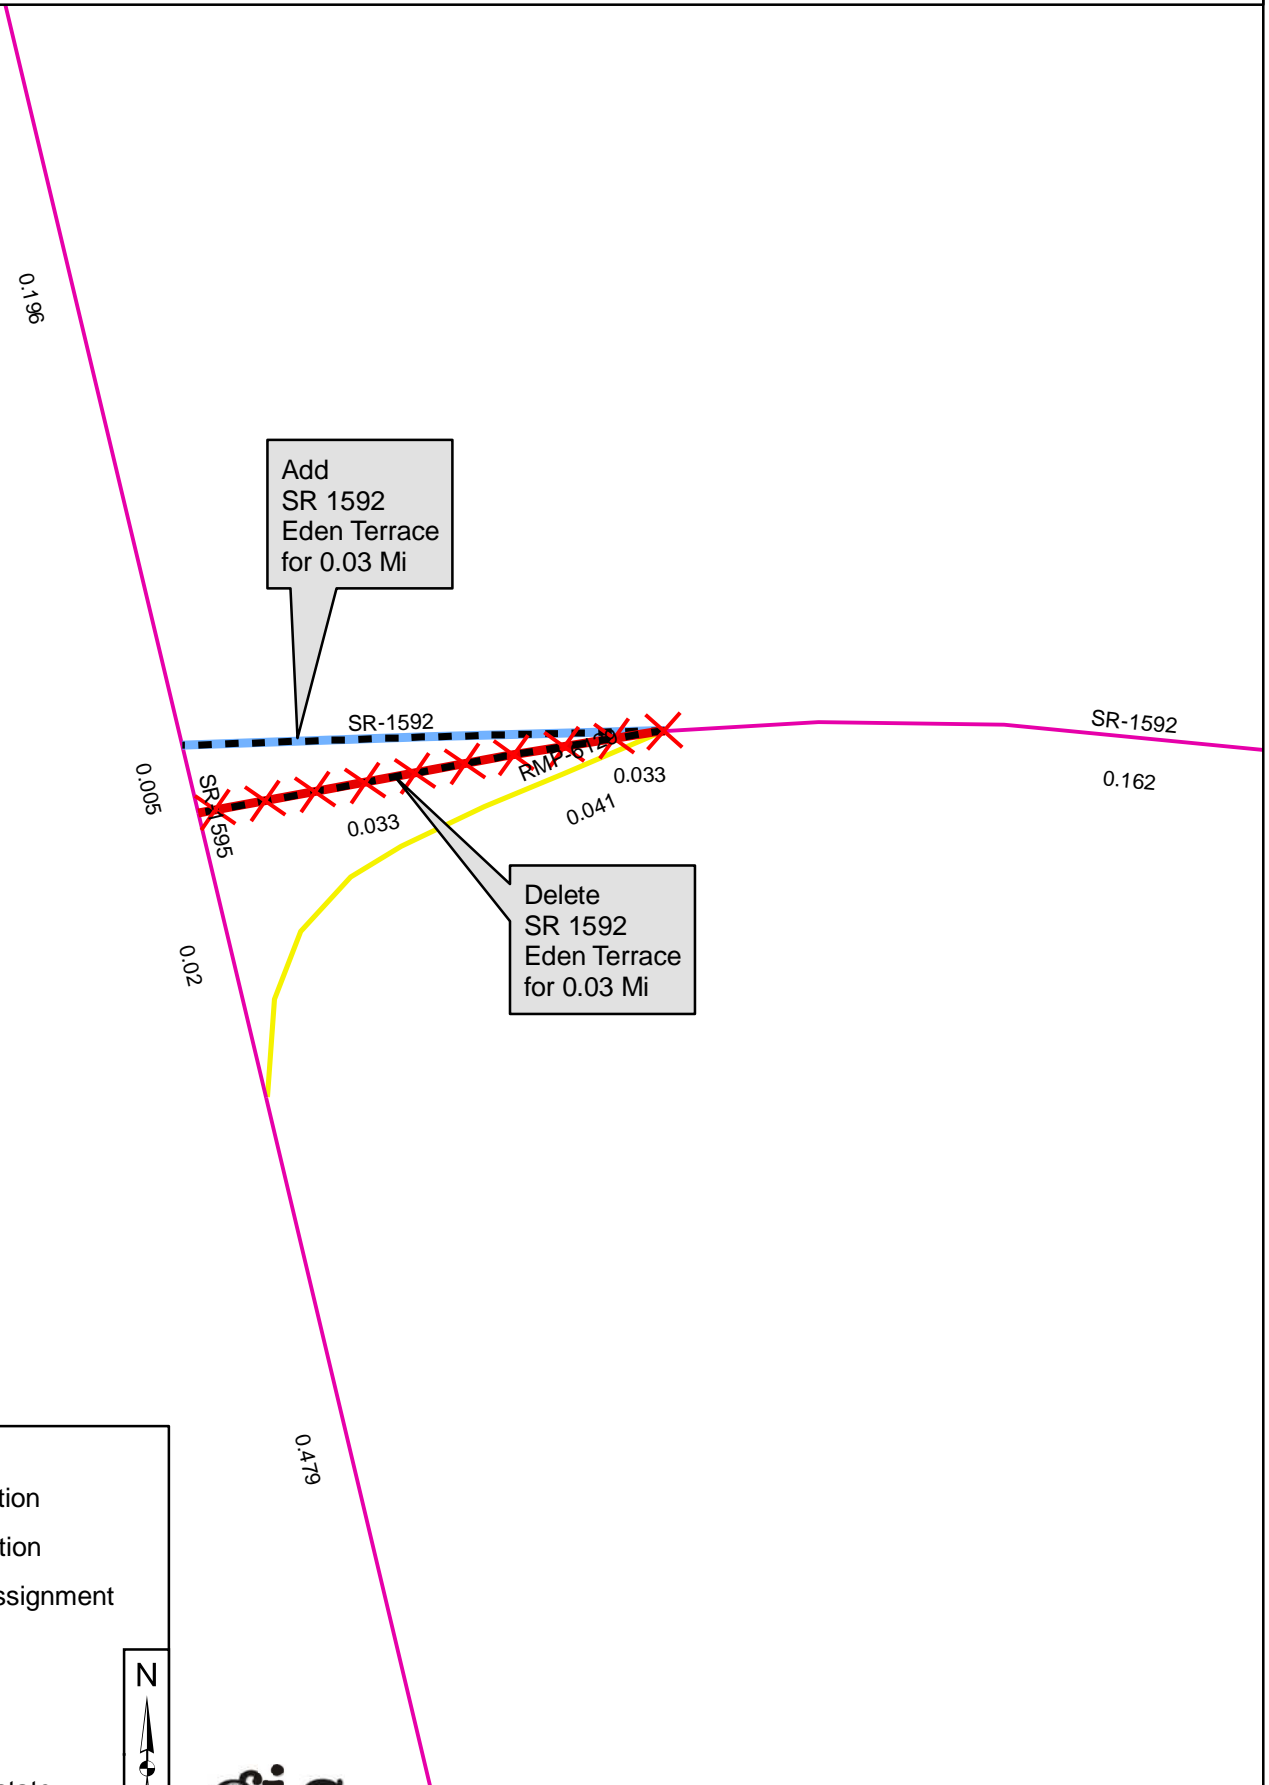 0.196
Add
SR 1592
Eden Terrace
for 0.03 Mi
SR-1592
SR-1592
0.162
0.033
0.041
0.033
0.005
SR-1595
0.02
Delete
SR 1592
Eden Terrace
for 0.03 Mi
0.479
tion
tion
ssignment
N